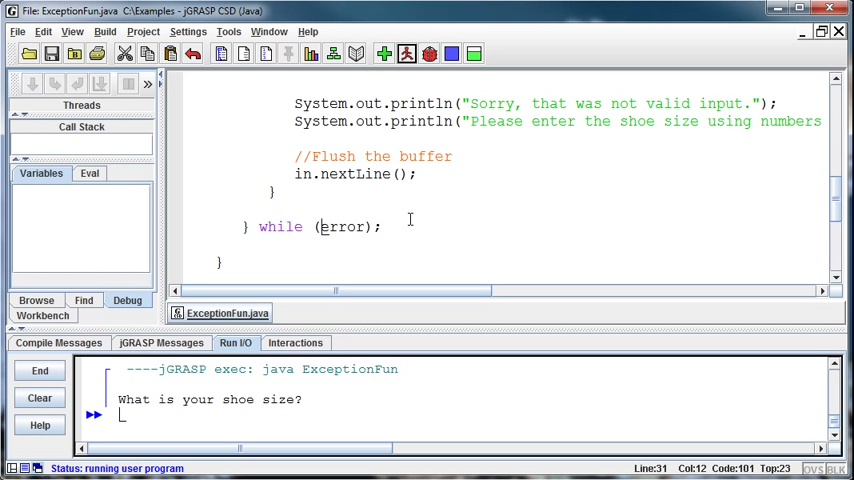 File: ExceptionFun.java C:\Examples - jGRASP CSD (Java)
File Edit View Build Project Settings Tools Window Help
Threads
Call Stack
Variables Eval
Browse Find Debug
Workbench
System.out.println("Sorry, that was not valid input.");
System.out.println("Please enter the shoe size using numbers
//Flush the buffer
in.nextLine();
}
} while (error);
}
ExceptionFun.java
Compile Messages jGRASP Messages Run I/O Interactions
End
Clear
Help
----jGRASP exec: java ExceptionFun
What is your shoe size?
Status: running user program Line:31 Col:12 Code:101 Top:23 OVS BLK